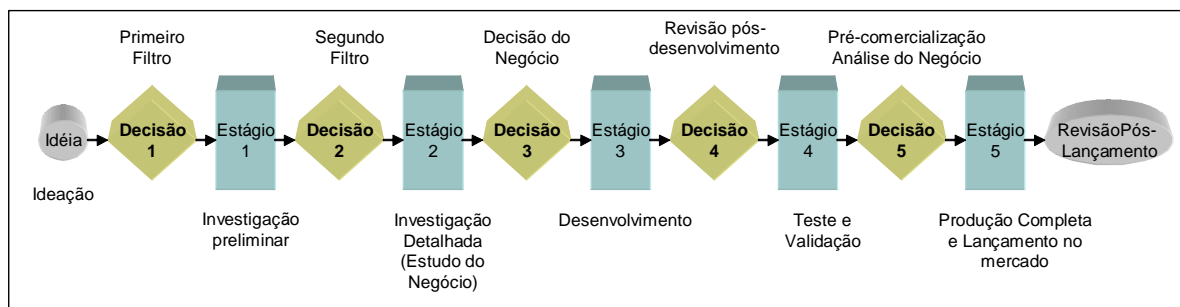 Primeiro
Filtro
Segundo
Filtro
Decisão do
Negócio
Revisão pós-
desenvolvimento
Pré-comercialização
Análise do Negócio
Idéia
Decisão
1
Estágio
1
Decisão
2
Estágio
2
Decisão
3
Estágio
3
Decisão
4
Estágio
4
Decisão
5
Estágio
5
RevisãoPós-
Lançamento
Ideação
Investigação
preliminar
Investigação
Detalhada
(Estudo do
Negócio)
Desenvolvimento
Teste e
Validação
Produção Completa
e Lançamento no
mercado